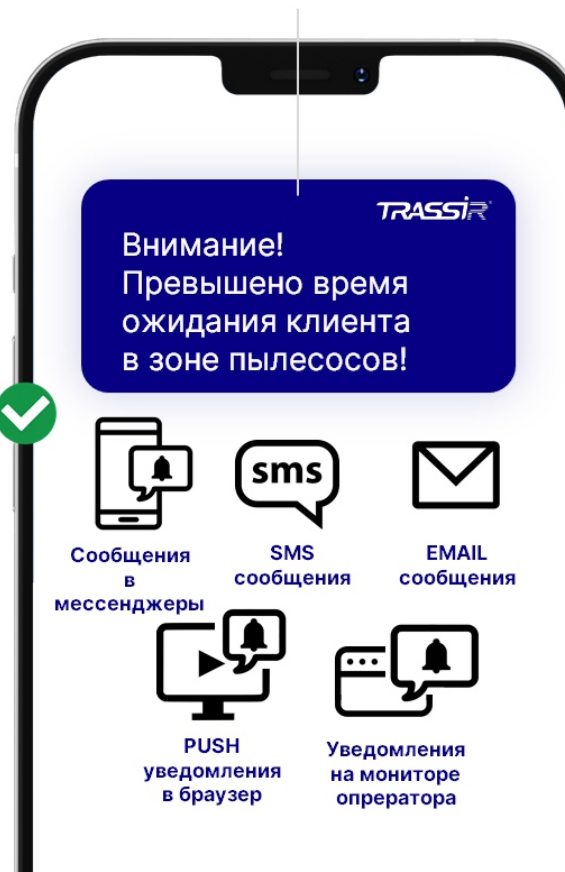 TRASSIR
Внимание!
Превышено время
ожидания клиента
в зоне пылесосов!
sms
Сообщения
в
мессенджеры
SMS
сообщения
EMAIL
сообщения
PUSH
уведомления
в браузер
Уведомления
на мониторе
опрератора